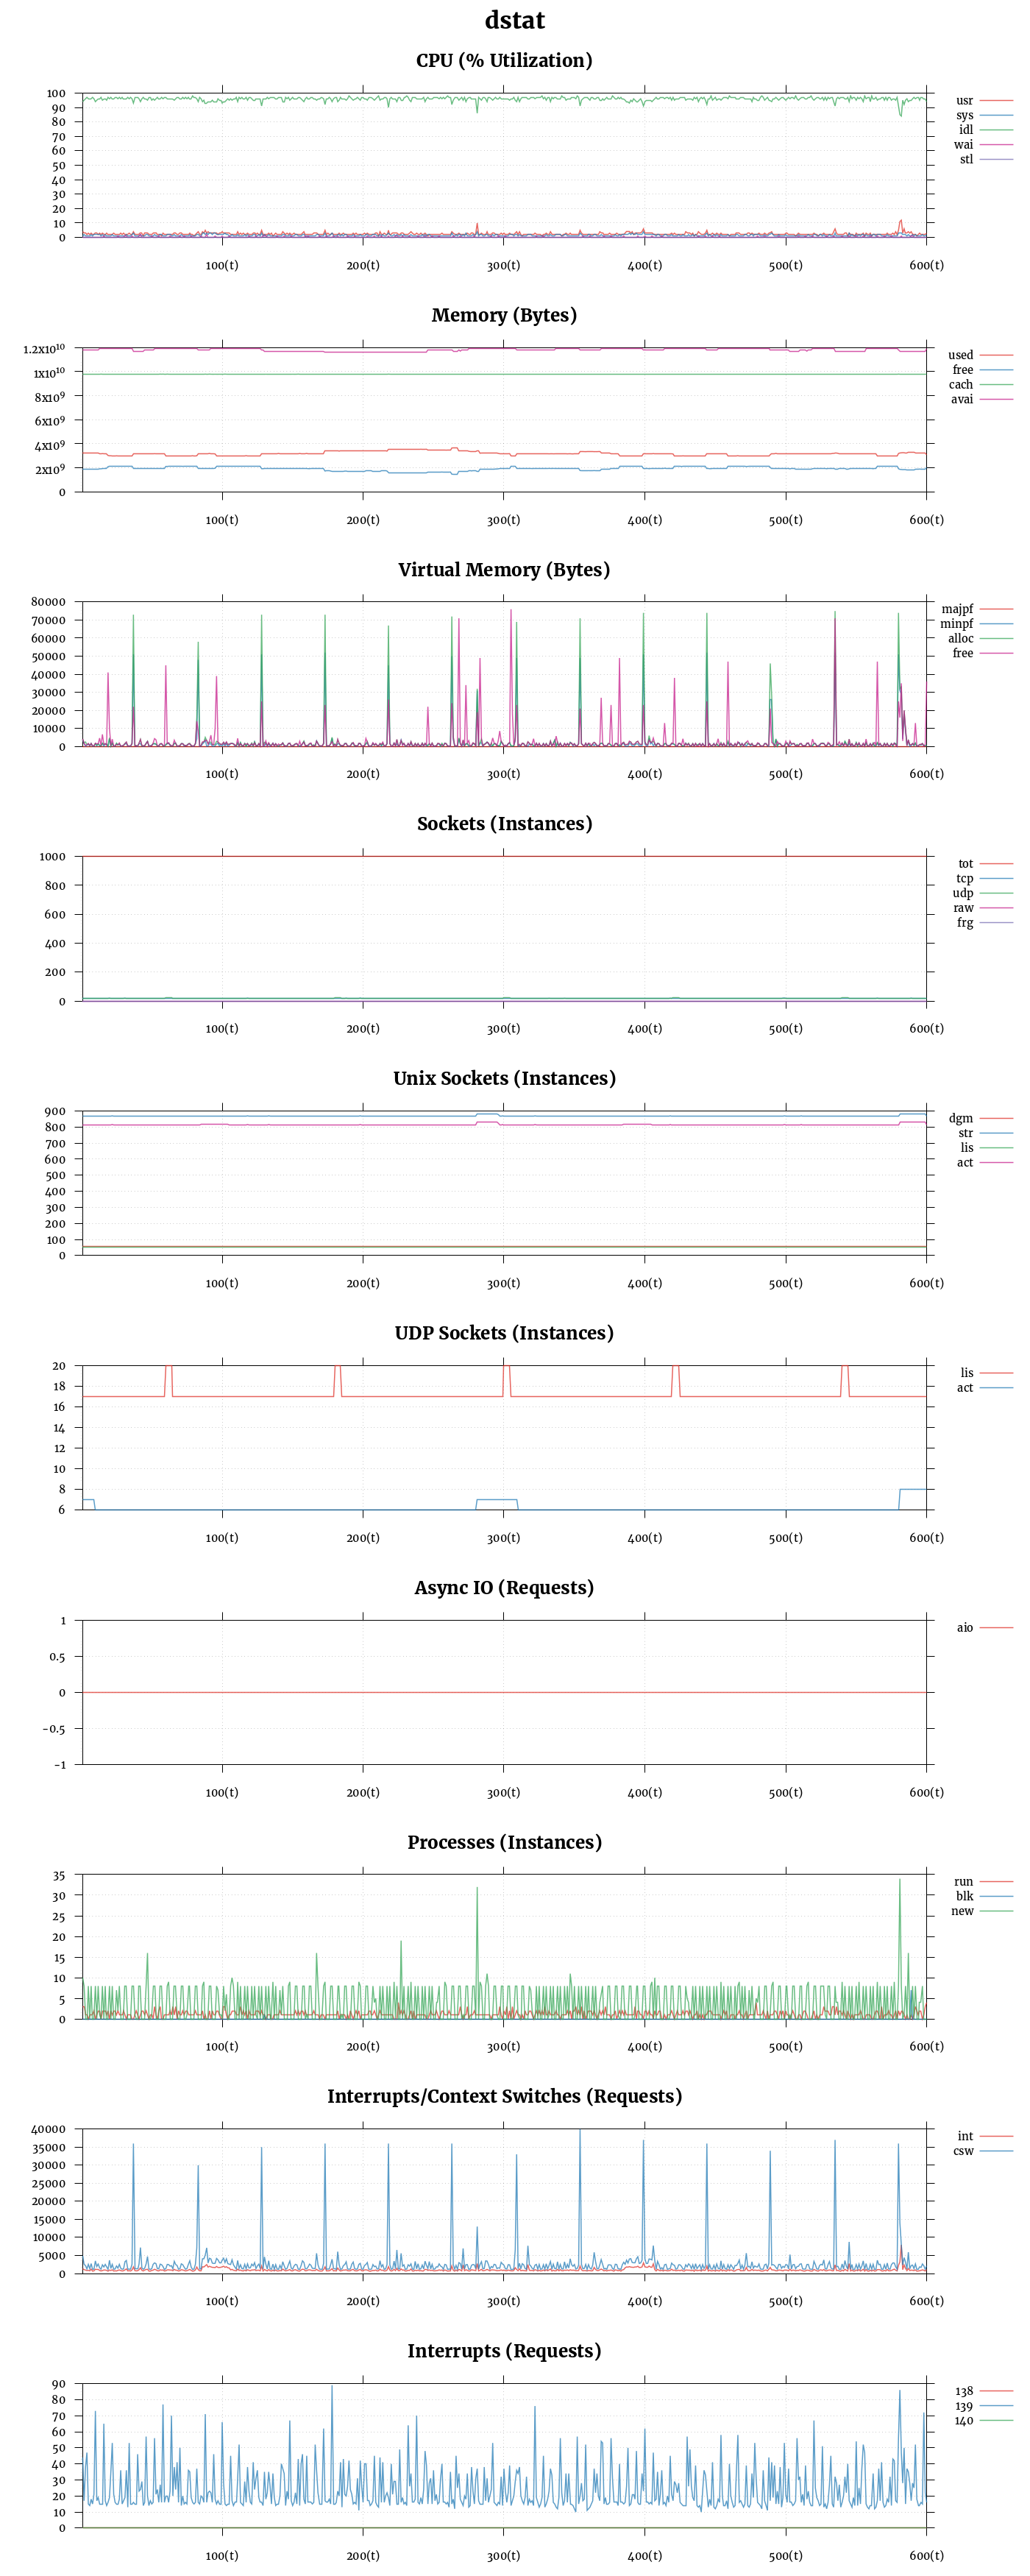 dstat
CPU (% Utilization)
100
90
80
70
60
50
40
30
20
10
0
100(t) 200(t) 300(t) 400(t) 500(t) 600(t)
usr
sys
idl
wai
stl
Memory (Bytes)
1.2x10¹⁰
1x10¹⁰
8x10⁹
6x10⁹
4x10⁹
2x10⁹
0
100(t) 200(t) 300(t) 400(t) 500(t) 600(t)
used
free
cach
avai
Virtual Memory (Bytes)
80000
70000
60000
50000
40000
30000
20000
10000
0
100(t) 200(t) 300(t) 400(t) 500(t) 600(t)
majpf
minpf
alloc
free
Sockets (Instances)
1000
800
600
400
200
0
100(t) 200(t) 300(t) 400(t) 500(t) 600(t)
tot
tcp
udp
raw
frg
Unix Sockets (Instances)
900
800
700
600
500
400
300
200
100
0
100(t) 200(t) 300(t) 400(t) 500(t) 600(t)
dgm
str
lis
act
UDP Sockets (Instances)
20
18
16
14
12
10
8
6
100(t) 200(t) 300(t) 400(t) 500(t) 600(t)
lis
act
Async IO (Requests)
1
0.5
0
-0.5
-1
100(t) 200(t) 300(t) 400(t) 500(t) 600(t)
aio
Processes (Instances)
35
30
25
20
15
10
5
0
100(t) 200(t) 300(t) 400(t) 500(t) 600(t)
run
blk
new
Interrupts/Context Switches (Requests)
40000
35000
30000
25000
20000
15000
10000
5000
0
100(t) 200(t) 300(t) 400(t) 500(t) 600(t)
int
csw
Interrupts (Requests)
90
80
70
60
50
40
30
20
10
0
100(t) 200(t) 300(t) 400(t) 500(t) 600(t)
138
139
140